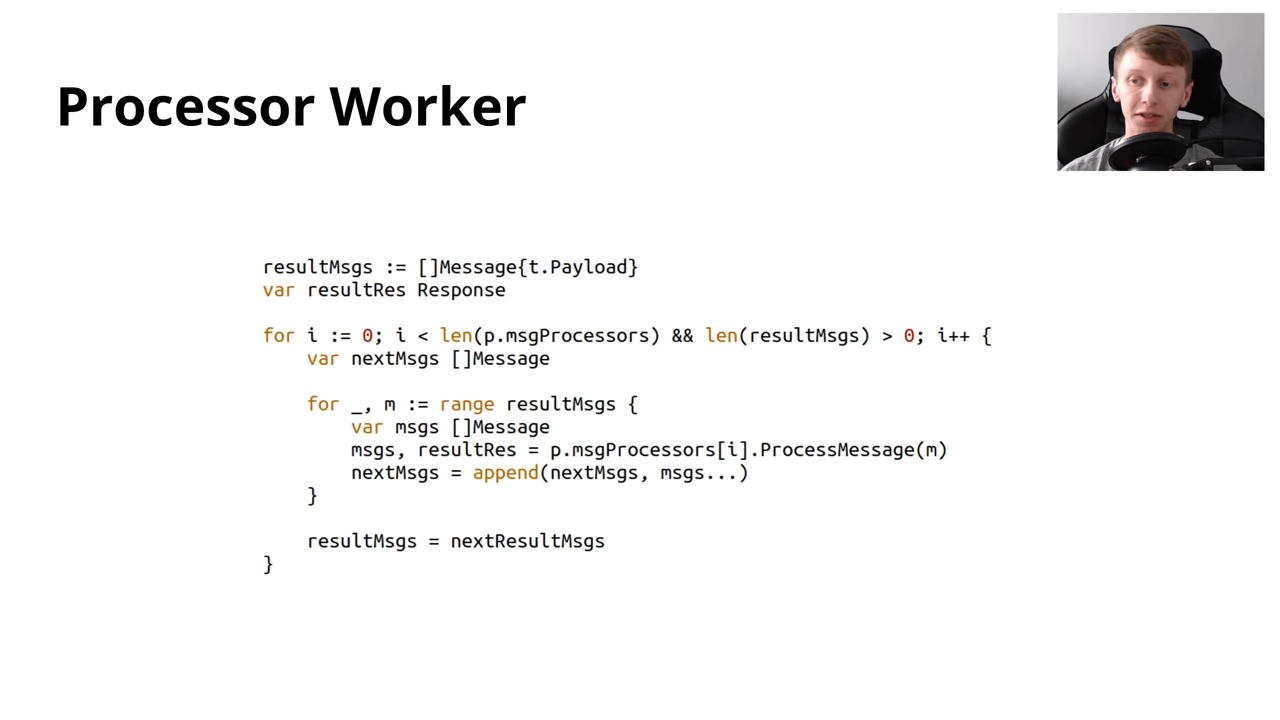 Processor Worker
resultMsgs := []Message{t.Payload}
var resultRes Response
for i := 0; i < len(p.msgProcessors) && len(resultMsgs) > 0; i++ {
var nextMsgs []Message
for _, m := range resultMsgs {
var msgs []Message
msgs, resultRes = p.msgProcessors[i].ProcessMessage(m)
nextMsgs = append(nextMsgs, msgs...)
}
resultMsgs = nextResultMsgs
}